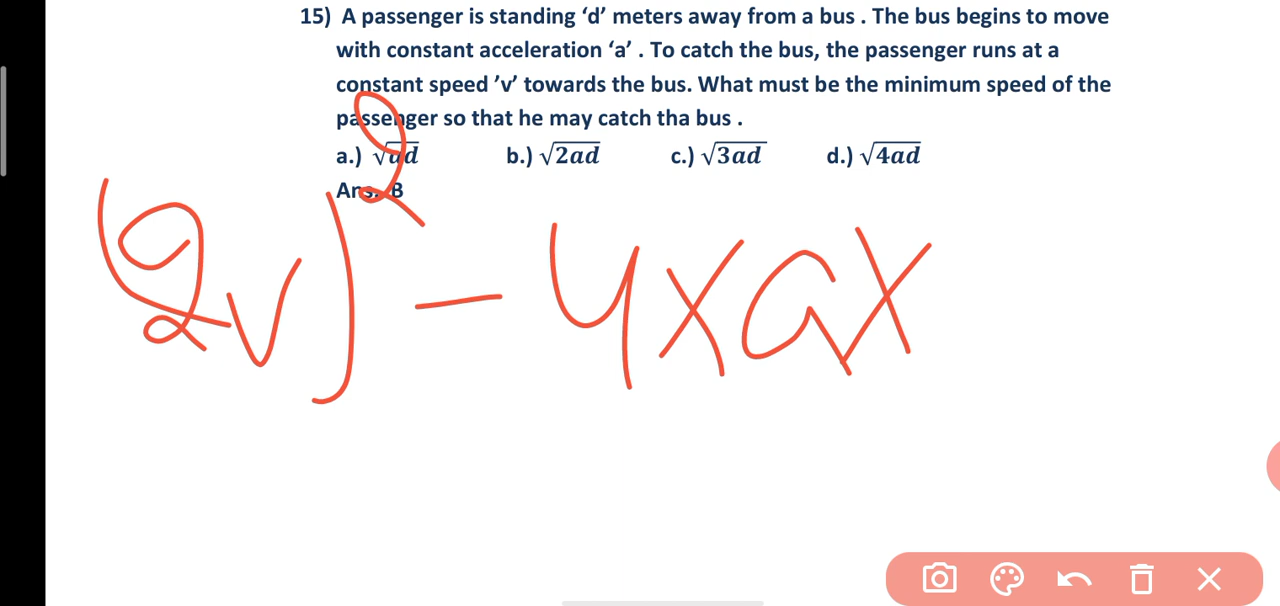 15) A passenger is standing ‘d’ meters away from a bus . The bus begins to move
with constant acceleration ‘a’ . To catch the bus, the passenger runs at a
constant speed ’v’ towards the bus. What must be the minimum speed of the
passenger so that he may catch tha bus .
a.) √ad b.) √2ad c.) √3ad d.) √4ad
Ans. B
(2v)² - 4xax